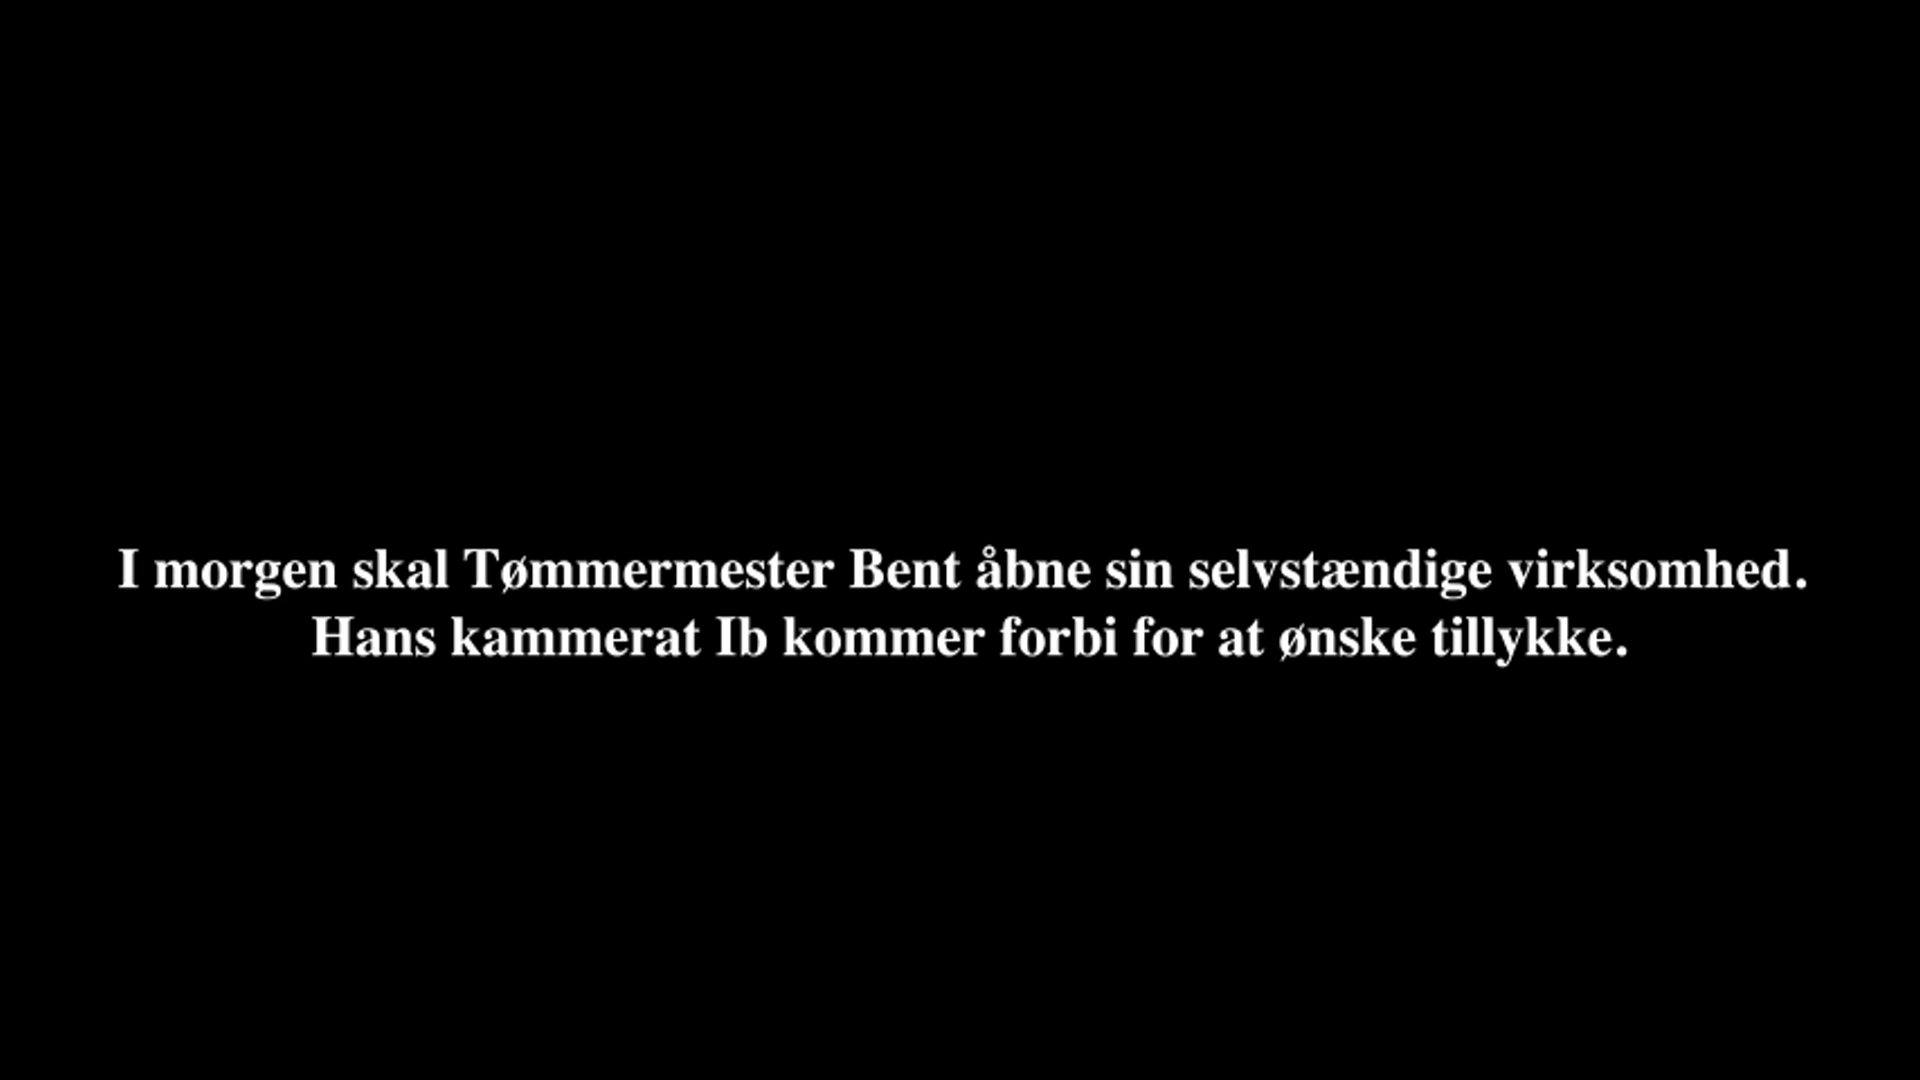 I morgen skal Tømmermester Bent åbne sin selvstændige virksomhed.
Hans kammerat Ib kommer forbi for at ønske tillykke.